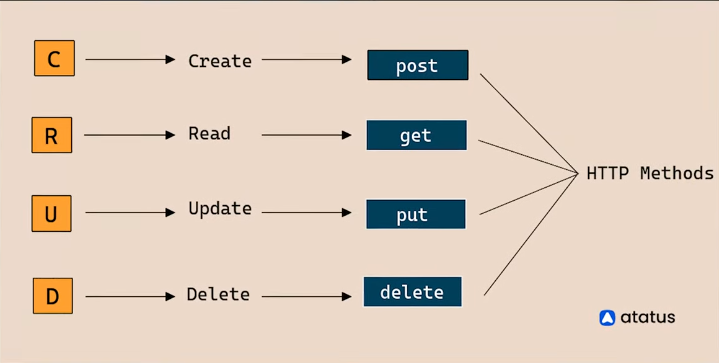 C Create post
R Read get
U Update put
D Delete delete
HTTP Methods
atatus